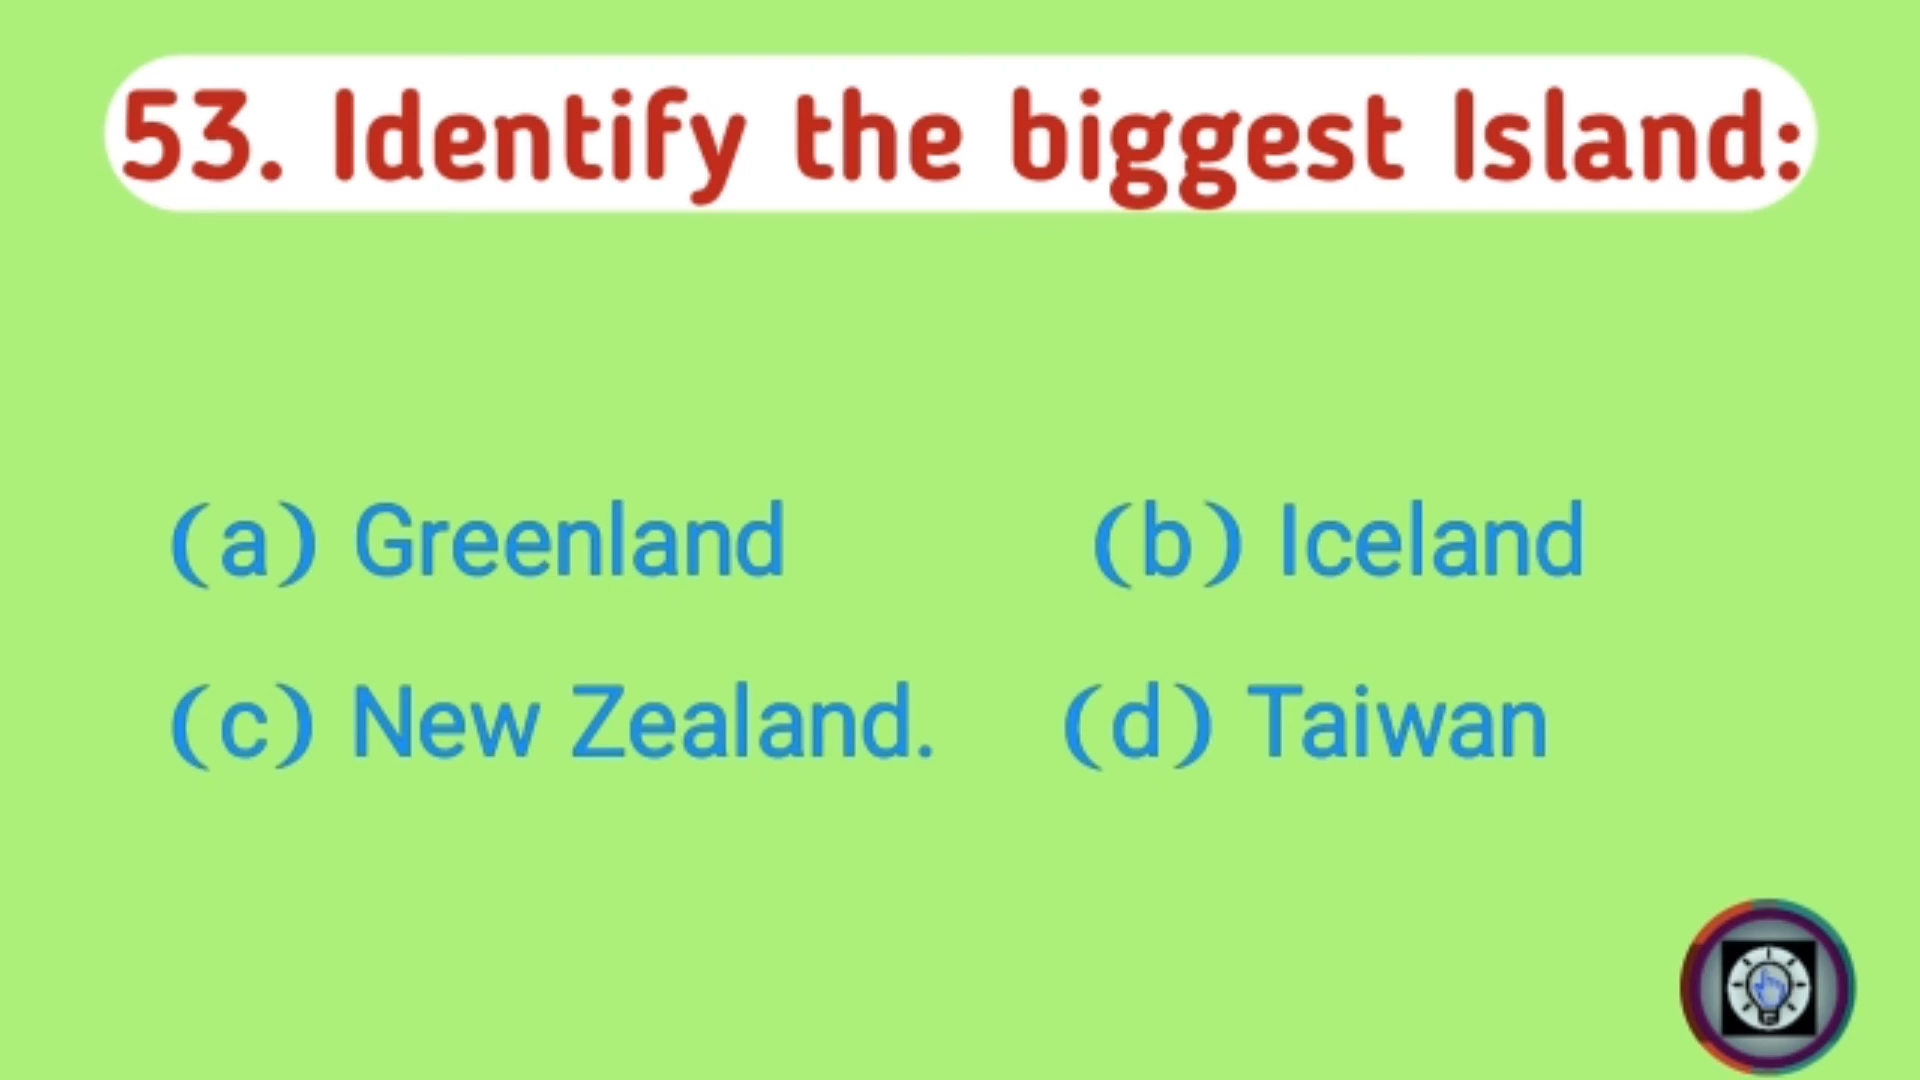 53. Identify the biggest Island:
(a) Greenland (b) Iceland
(c) New Zealand. (d) Taiwan